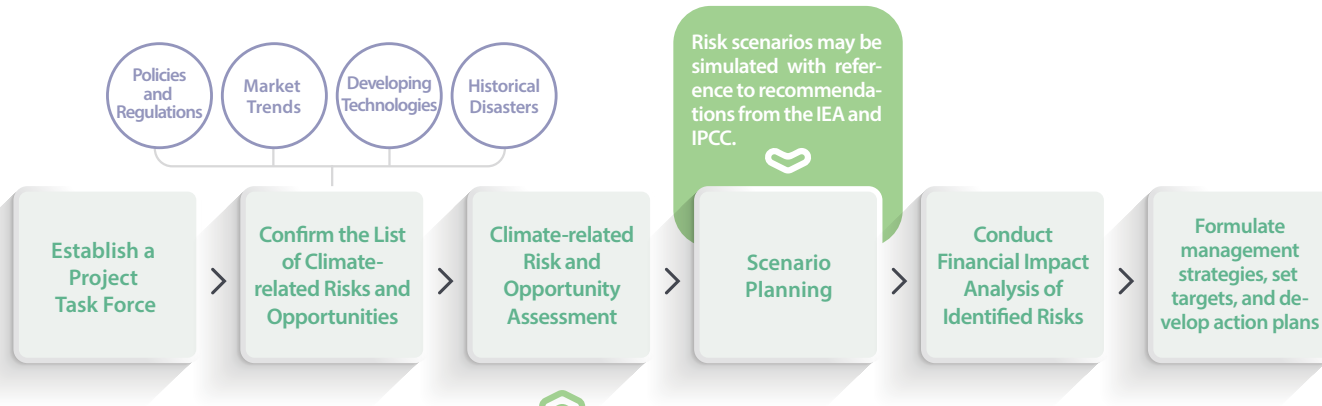 Policies
and
Regulations
Market
Trends
Developing
Technologies
Historical
Disasters
Risk scenarios may be
simulated with refer-
ence to recommenda-
tions from the IEA and
IPCC.
Establish a
Project
Task Force
Confirm the List
of Climate-
related Risks and
Opportunities
Climate-related
Risk and
Opportunity
Assessment
Scenario
Planning
Conduct
Financial Impact
Analysis of
Identified Risks
Formulate
management
strategies, set
targets, and de-
velop action plans